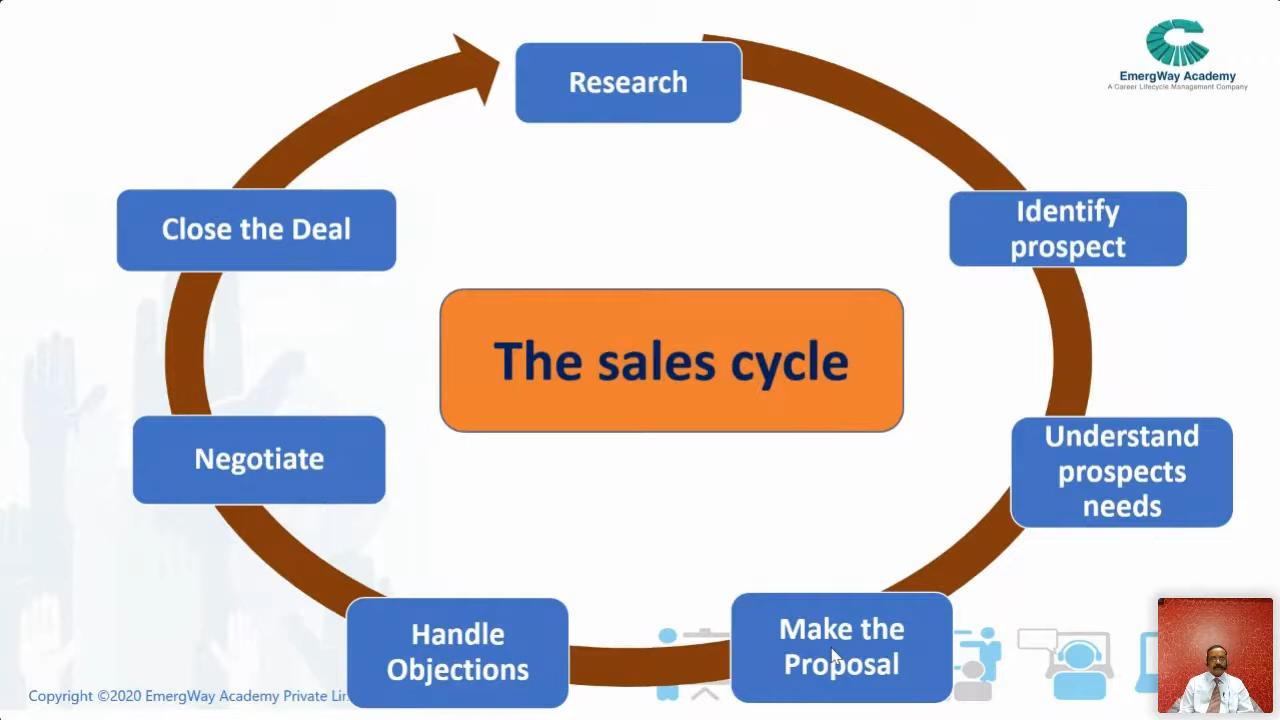 Research
EmergWay Academy
A Career Lifecycle Management Company
Close the Deal
Identify
prospect
The sales cycle
Negotiate
Understand
prospects
needs
Handle
Objections
Make the
Proposal
Copyright ©2020 EmergWay Academy Private